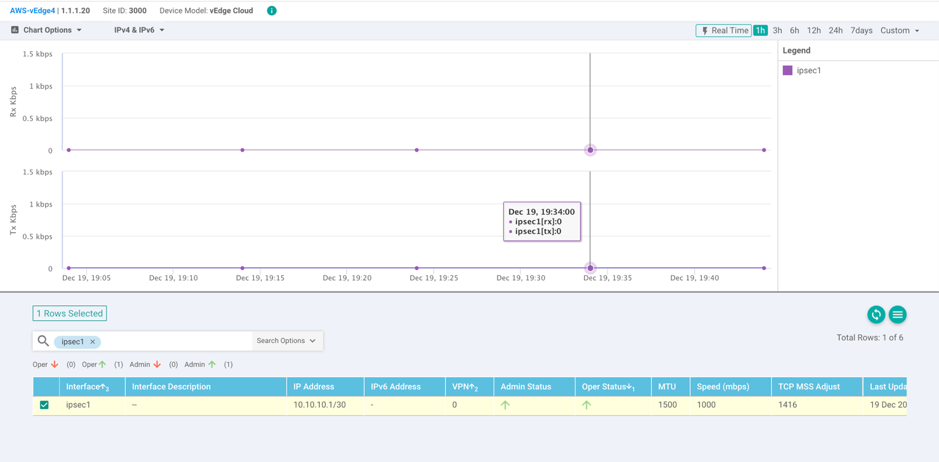 AWS-vEdge4 | 1.1.1.20 Site ID: 3000 Device Model: vEdge Cloud i
Chart Options IPv4 & IPv6 Real Time 1h 3h 6h 12h 24h 7days Custom
Legend
ipsec1
Rx Kbps
1.5 kbps
1 kbps
0.5 kbps
0
Tx Kbps
1.5 kbps
1 kbps
0.5 kbps
0
Dec 19, 19:34:00
ipsec1[rx]:0
ipsec1[tx]:0
Dec 19, 19:05 Dec 19, 19:10 Dec 19, 19:15 Dec 19, 19:20 Dec 19, 19:25 Dec 19, 19:30 Dec 19, 19:35 Dec 19, 19:40
1 Rows Selected
ipsec1 × Search Options
Total Rows: 1 of 6
Oper ↓ (0) Oper ↑ (1) Admin ↓ (0) Admin ↑ (1)
Interface↑3 Interface Description IP Address IPv6 Address VPN↑2 Admin Status Oper Status↓1 MTU Speed (mbps) TCP MSS Adjust Last Upda
ipsec1 -- 10.10.10.1/30 - 0 ↑ ↑ 1500 1000 1416 19 Dec 20